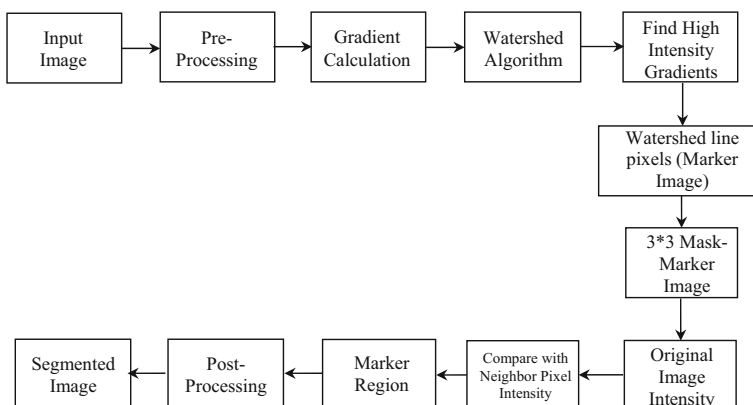 Input
Image
Pre-
Processing
Gradient
Calculation
Watershed
Algorithm
Find High
Intensity
Gradients
Watershed line
pixels (Marker
Image)
3*3 Mask-
Marker
Image
Original
Image
Intensity
Compare with
Neighbor Pixel
Intensity
Marker
Region
Post-
Processing
Segmented
Image